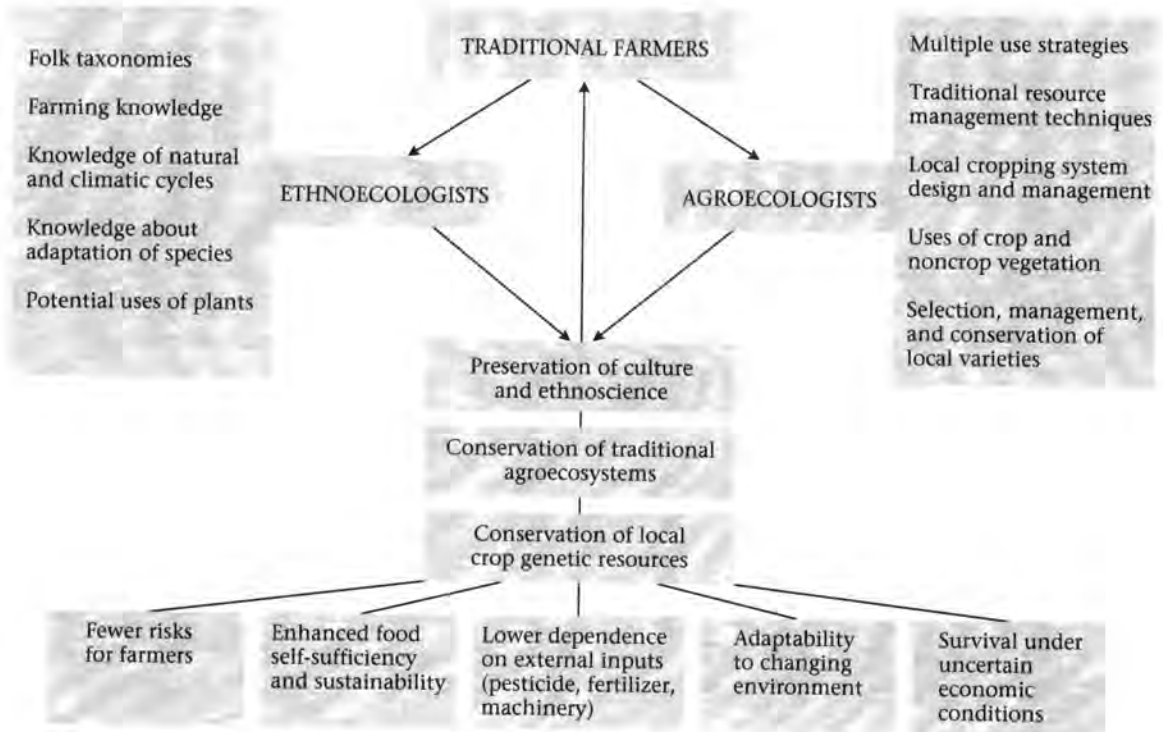 TRADITIONAL FARMERS
Folk taxonomies
Farming knowledge
Knowledge of natural
and climatic cycles
Knowledge about
adaptation of species
Potential uses of plants
ETHNOECOLOGISTS
AGROECOLOGISTS
Multiple use strategies
Traditional resource
management techniques
Local cropping system
design and management
Uses of crop and
noncrop vegetation
Selection, management,
and conservation of
local varieties
Preservation of culture
and ethnoscience
Conservation of traditional
agroecosystems
Conservation of local
crop genetic resources
Fewer risks
for farmers
Enhanced food
self-sufficiency
and sustainability
Lower dependence
on external inputs
(pesticide, fertilizer,
machinery)
Adaptability
to changing
environment
Survival under
uncertain
economic
conditions